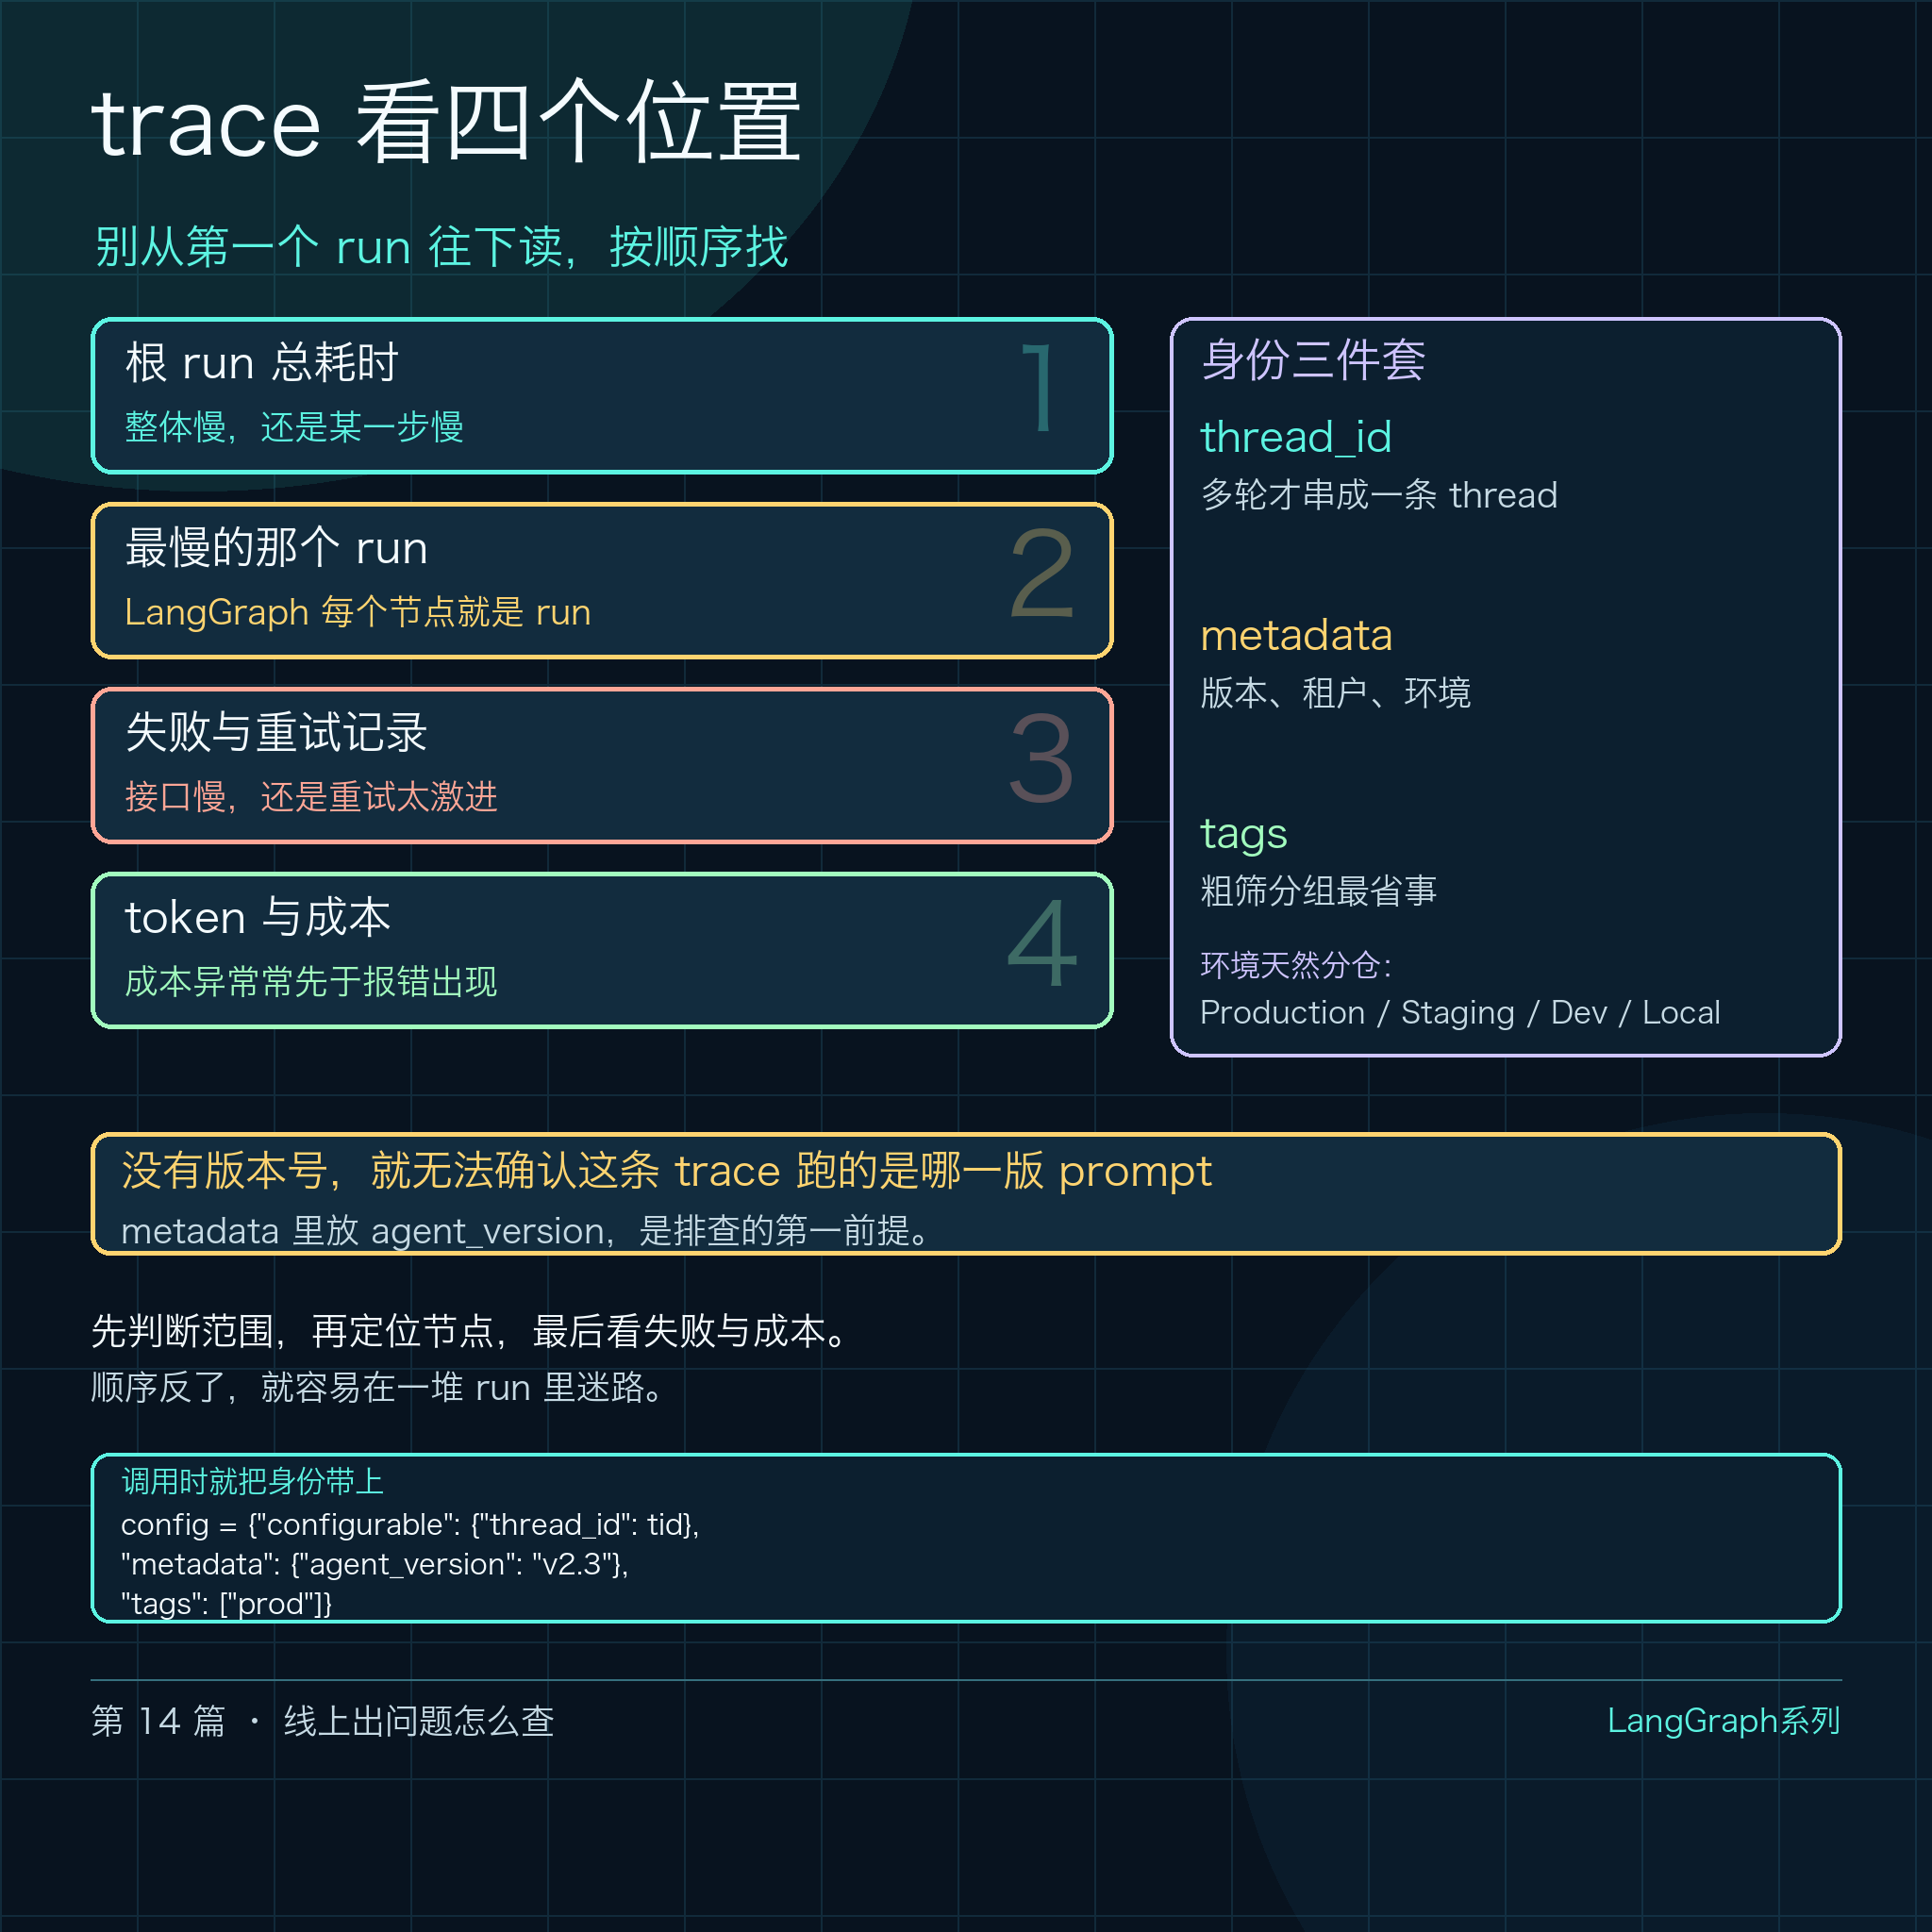 trace 看四个位置
别从第一个 run 往下读，按顺序找
根 run 总耗时
整体慢，还是某一步慢
1
最慢的那个 run
LangGraph 每个节点就是 run
2
失败与重试记录
接口慢，还是重试太激进
3
token 与成本
成本异常常先于报错出现
4
身份三件套
thread_id
多轮才串成一条 thread
metadata
版本、租户、环境
tags
粗筛分组最省事
环境天然分仓：
Production / Staging / Dev / Local
没有版本号，就无法确认这条 trace 跑的是哪一版 prompt
metadata 里放 agent_version，是排查的第一前提。
先判断范围，再定位节点，最后看失败与成本。
顺序反了，就容易在一堆 run 里迷路。
调用时就把身份带上
config = {"configurable": {"thread_id": tid},
"metadata": {"agent_version": "v2.3"},
"tags": ["prod"]}
第 14 篇 · 线上出问题怎么查
LangGraph系列